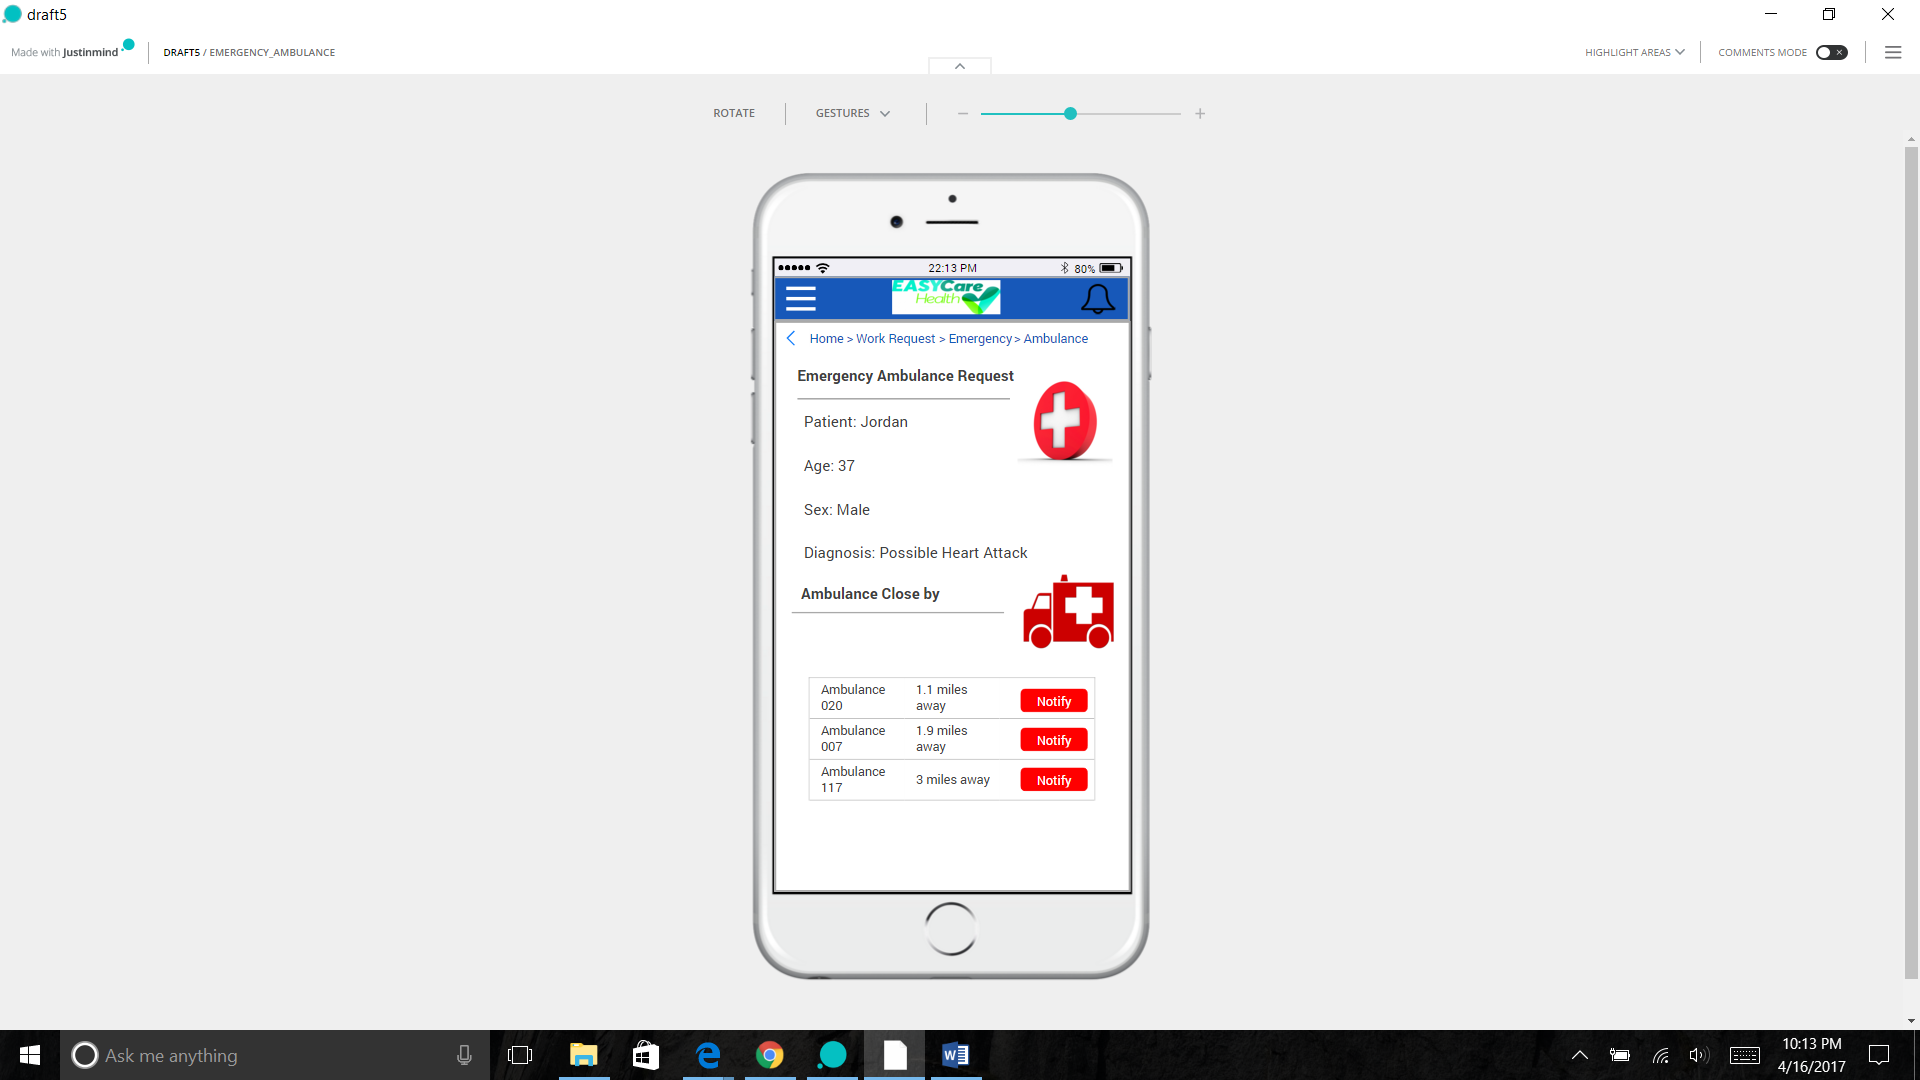 draft5
Made with Justinmind
DRAFT5 / EMERGENCY_AMBULANCE
HIGHLIGHT AREAS
COMMENTS MODE
ROTATE
GESTURES
22:13 PM
80%
EASYCare
Health
Home > Work Request > Emergency > Ambulance
Emergency Ambulance Request
Patient: Jordan
Age: 37
Sex: Male
Diagnosis: Possible Heart Attack
Ambulance Close by
Ambulance
020
1.1 miles
away
Notify
Ambulance
007
1.9 miles
away
Notify
Ambulance
117
3 miles away
Notify
Ask me anything
10:13 PM
4/16/2017